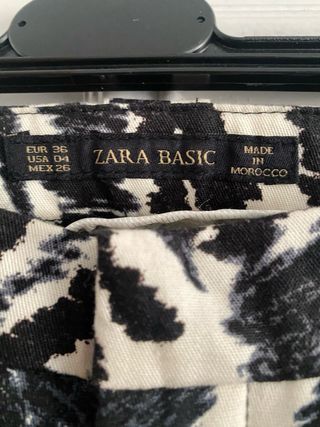 EUR 36
USA 04
MEX 26
ZARA BASIC
MADE
IN
MOROCCO